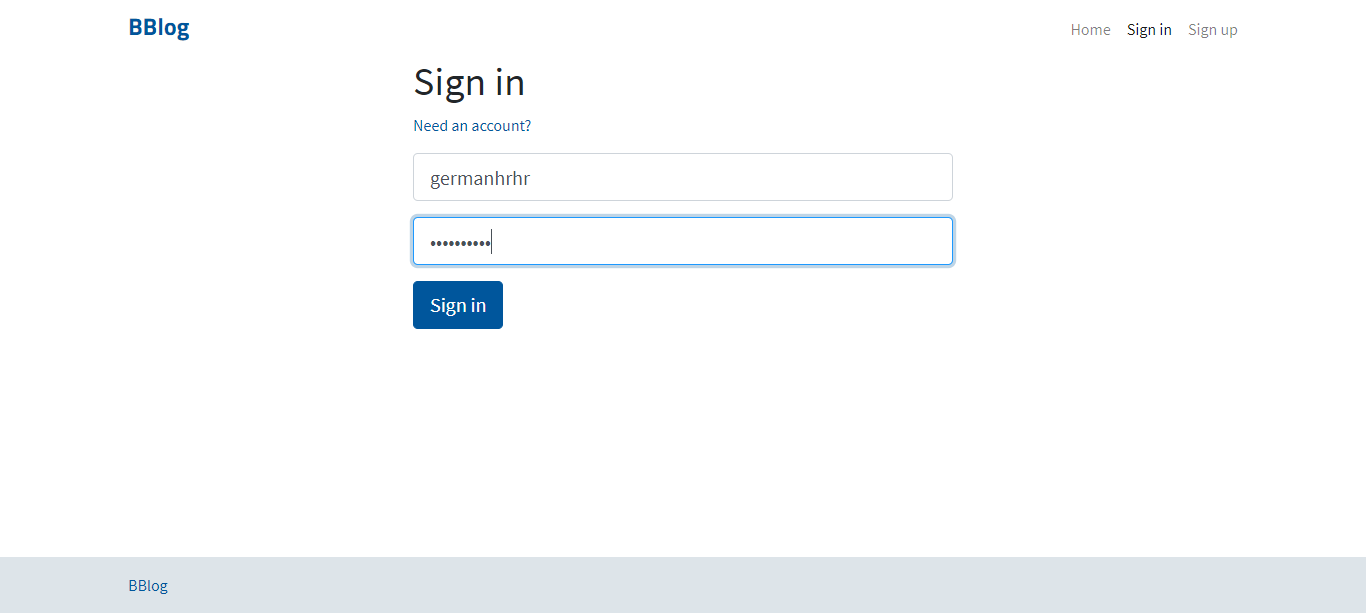 BBlog
Home Sign in Sign up
Sign in
Need an account?
germanhrhr
••••••••••
Sign in
BBlog